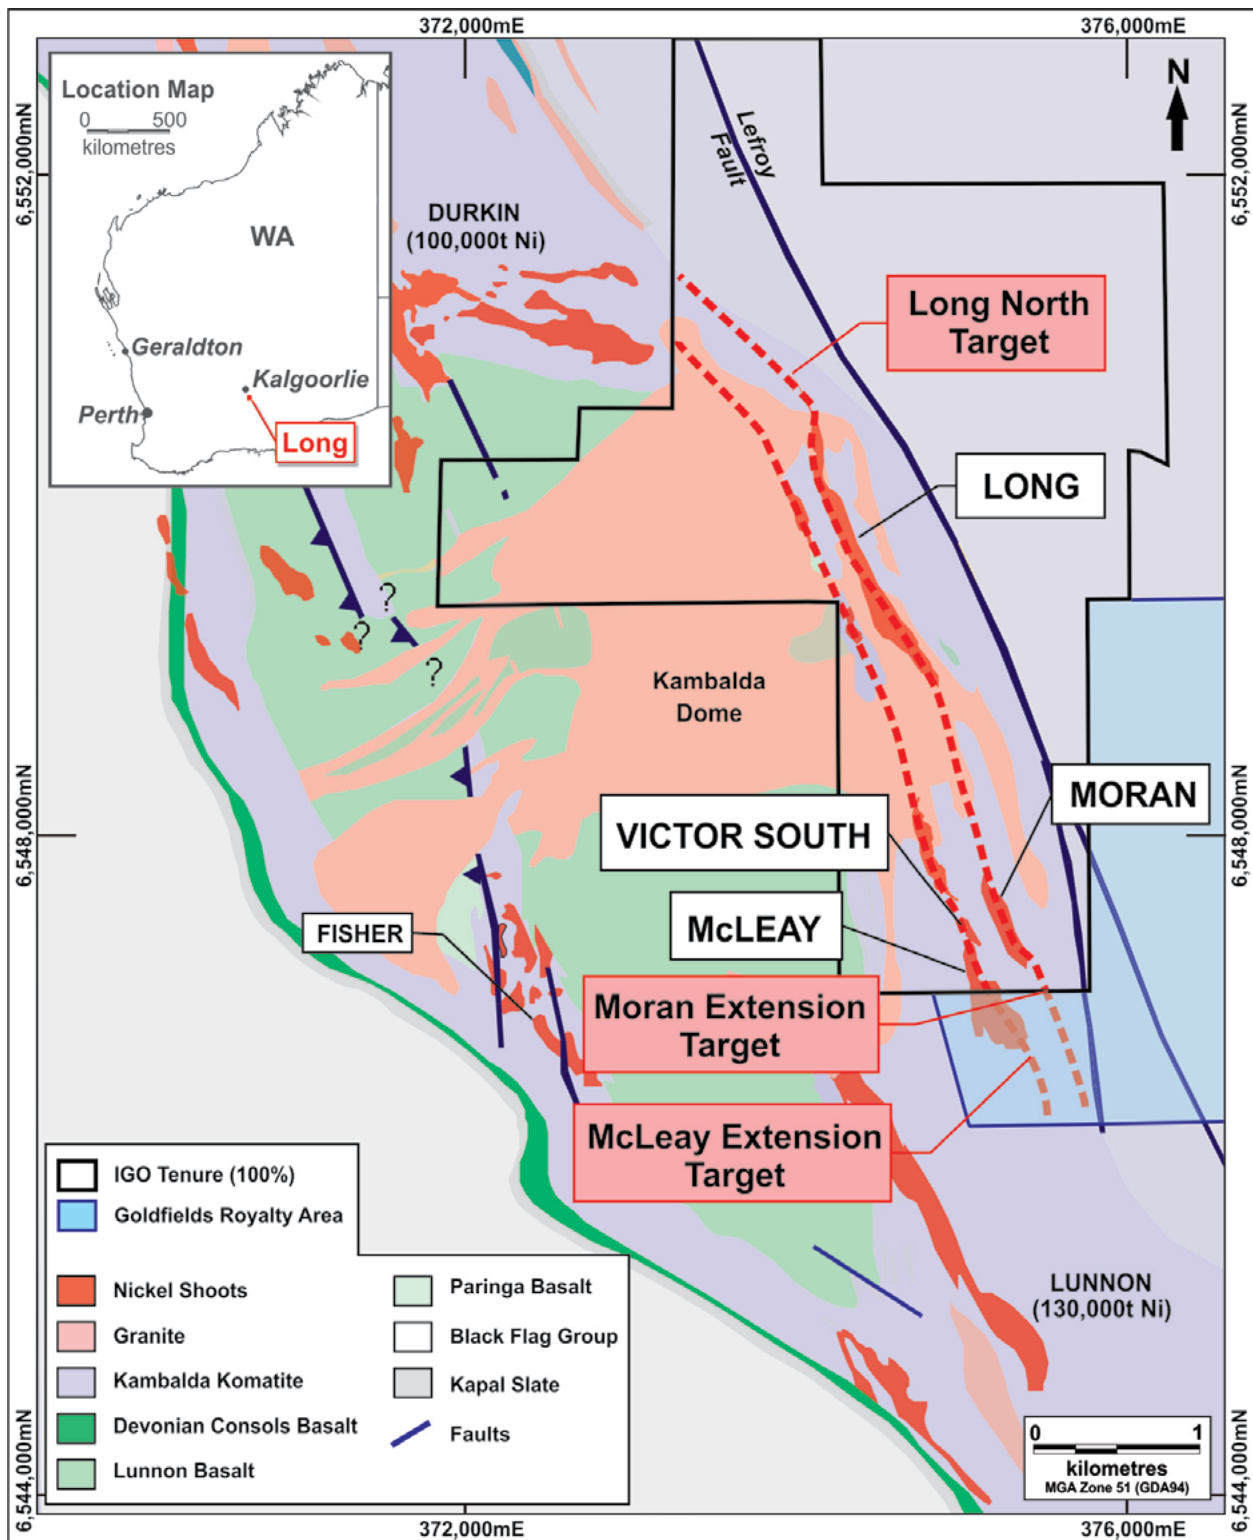 372,000mE
376,000mE
Location Map
0 500
kilometres
WA
Geraldton
Kalgoorlie
Perth
Long
N
6,552,000mN
6,552,000mN
Lefroy
Fault
DURKIN
(100,000t Ni)
Long North
Target
LONG
?
?
?
Kambalda
Dome
MORAN
VICTOR SOUTH
6,548,000mN
6,548,000mN
McLEAY
FISHER
Moran Extension
Target
McLeay Extension
Target
IGO Tenure (100%)
Goldfields Royalty Area
Nickel Shoots
Granite
Kambalda Komatite
Devonian Consols Basalt
Lunnon Basalt
Paringa Basalt
Black Flag Group
Kapal Slate
Faults
LUNNON
(130,000t Ni)
0 1
kilometres
MGA Zone 51 (GDA94)
6,544,000mN
6,544,000mN
372,000mE
376,000mE